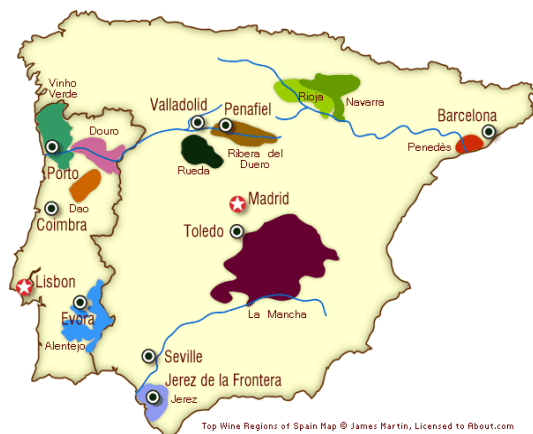 Vinho
Verde
Douro
Porto
Dao
Coimbra
Lisbon
Evora
Alentejo
Valladolid
Penafiel
Rueda
Ribera del
Duero
Rioja
Navarra
Barcelona
Penedès
Madrid
Toledo
La Mancha
Seville
Jerez de la Frontera
Jerez
Top Wine Regions of Spain Map © James Martin, Licensed to About.com